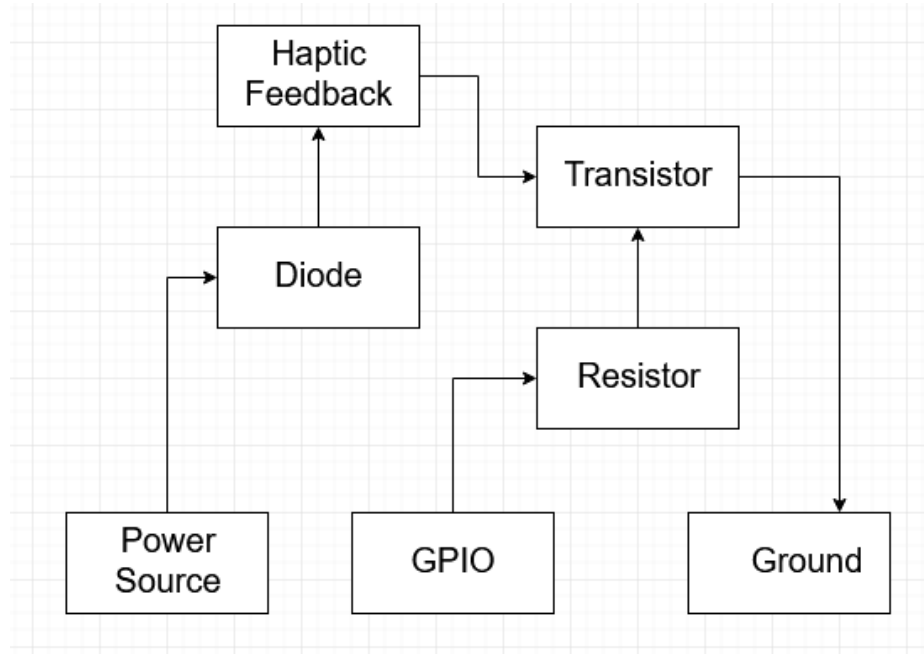 Haptic
Feedback
Transistor
Diode
Resistor
Power
Source
GPIO
Ground